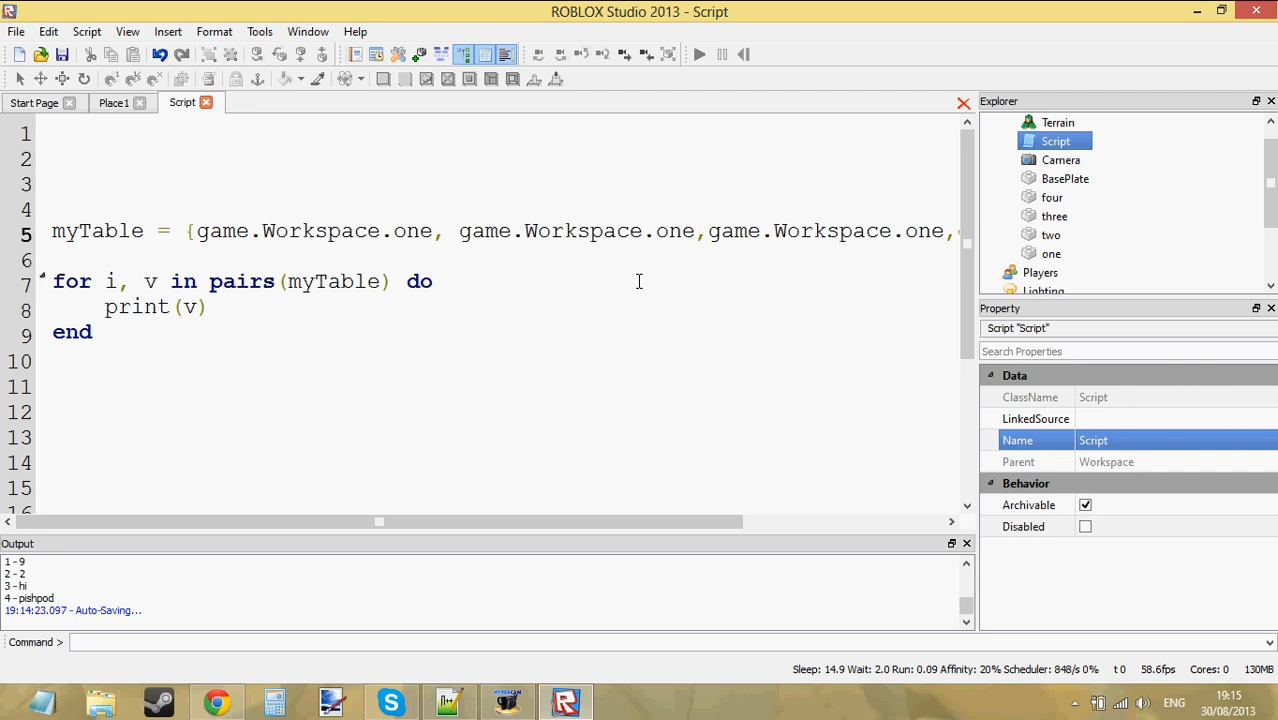 ROBLOX Studio 2013 - Script
File Edit Script View Insert Format Tools Window Help
Start Page Place1 Script
1
2
3
4
5 myTable = {game.Workspace.one, game.Workspace.one,game.Workspace.one,
6
7 for i, v in pairs(myTable) do
8 print(v)
9 end
10
11
12
13
14
15
16
Explorer
Terrain
Script
Camera
BasePlate
four
three
two
one
Players
Lighting
Property
Script "Script"
Search Properties
Data
ClassName Script
LinkedSource
Name Script
Parent Workspace
Behavior
Archivable
Disabled
Output
1 - 9
2 - 2
3 - hi
4 - pishpod
19:14:23.097 - Auto-Saving...
Command >
Sleep: 14.9 Wait: 2.0 Run: 0.09 Affinity: 20% Scheduler: 848/s 0% t 0 58.6fps Cores: 0 130MB
HYPERCAM
ENG
19:15
30/08/2013